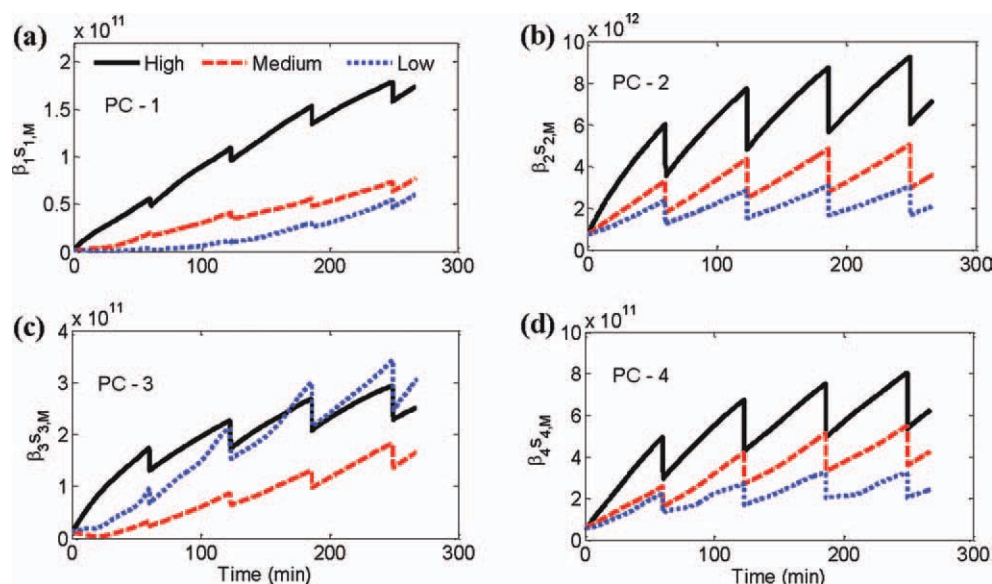 (a)
x 10^11
2
1.5
1
0.5
0
β₁s₁,M
High Medium Low
PC - 1
0 100 200 300
(b)
x 10^12
10
8
6
4
2
0
β₂s₂,M
PC - 2
0 100 200 300
(c)
x 10^11
4
3
2
1
0
β₃s₃,M
PC - 3
0 100 200 300
Time (min)
(d)
x 10^11
10
8
6
4
2
0
β₄s₄,M
PC - 4
0 100 200 300
Time (min)